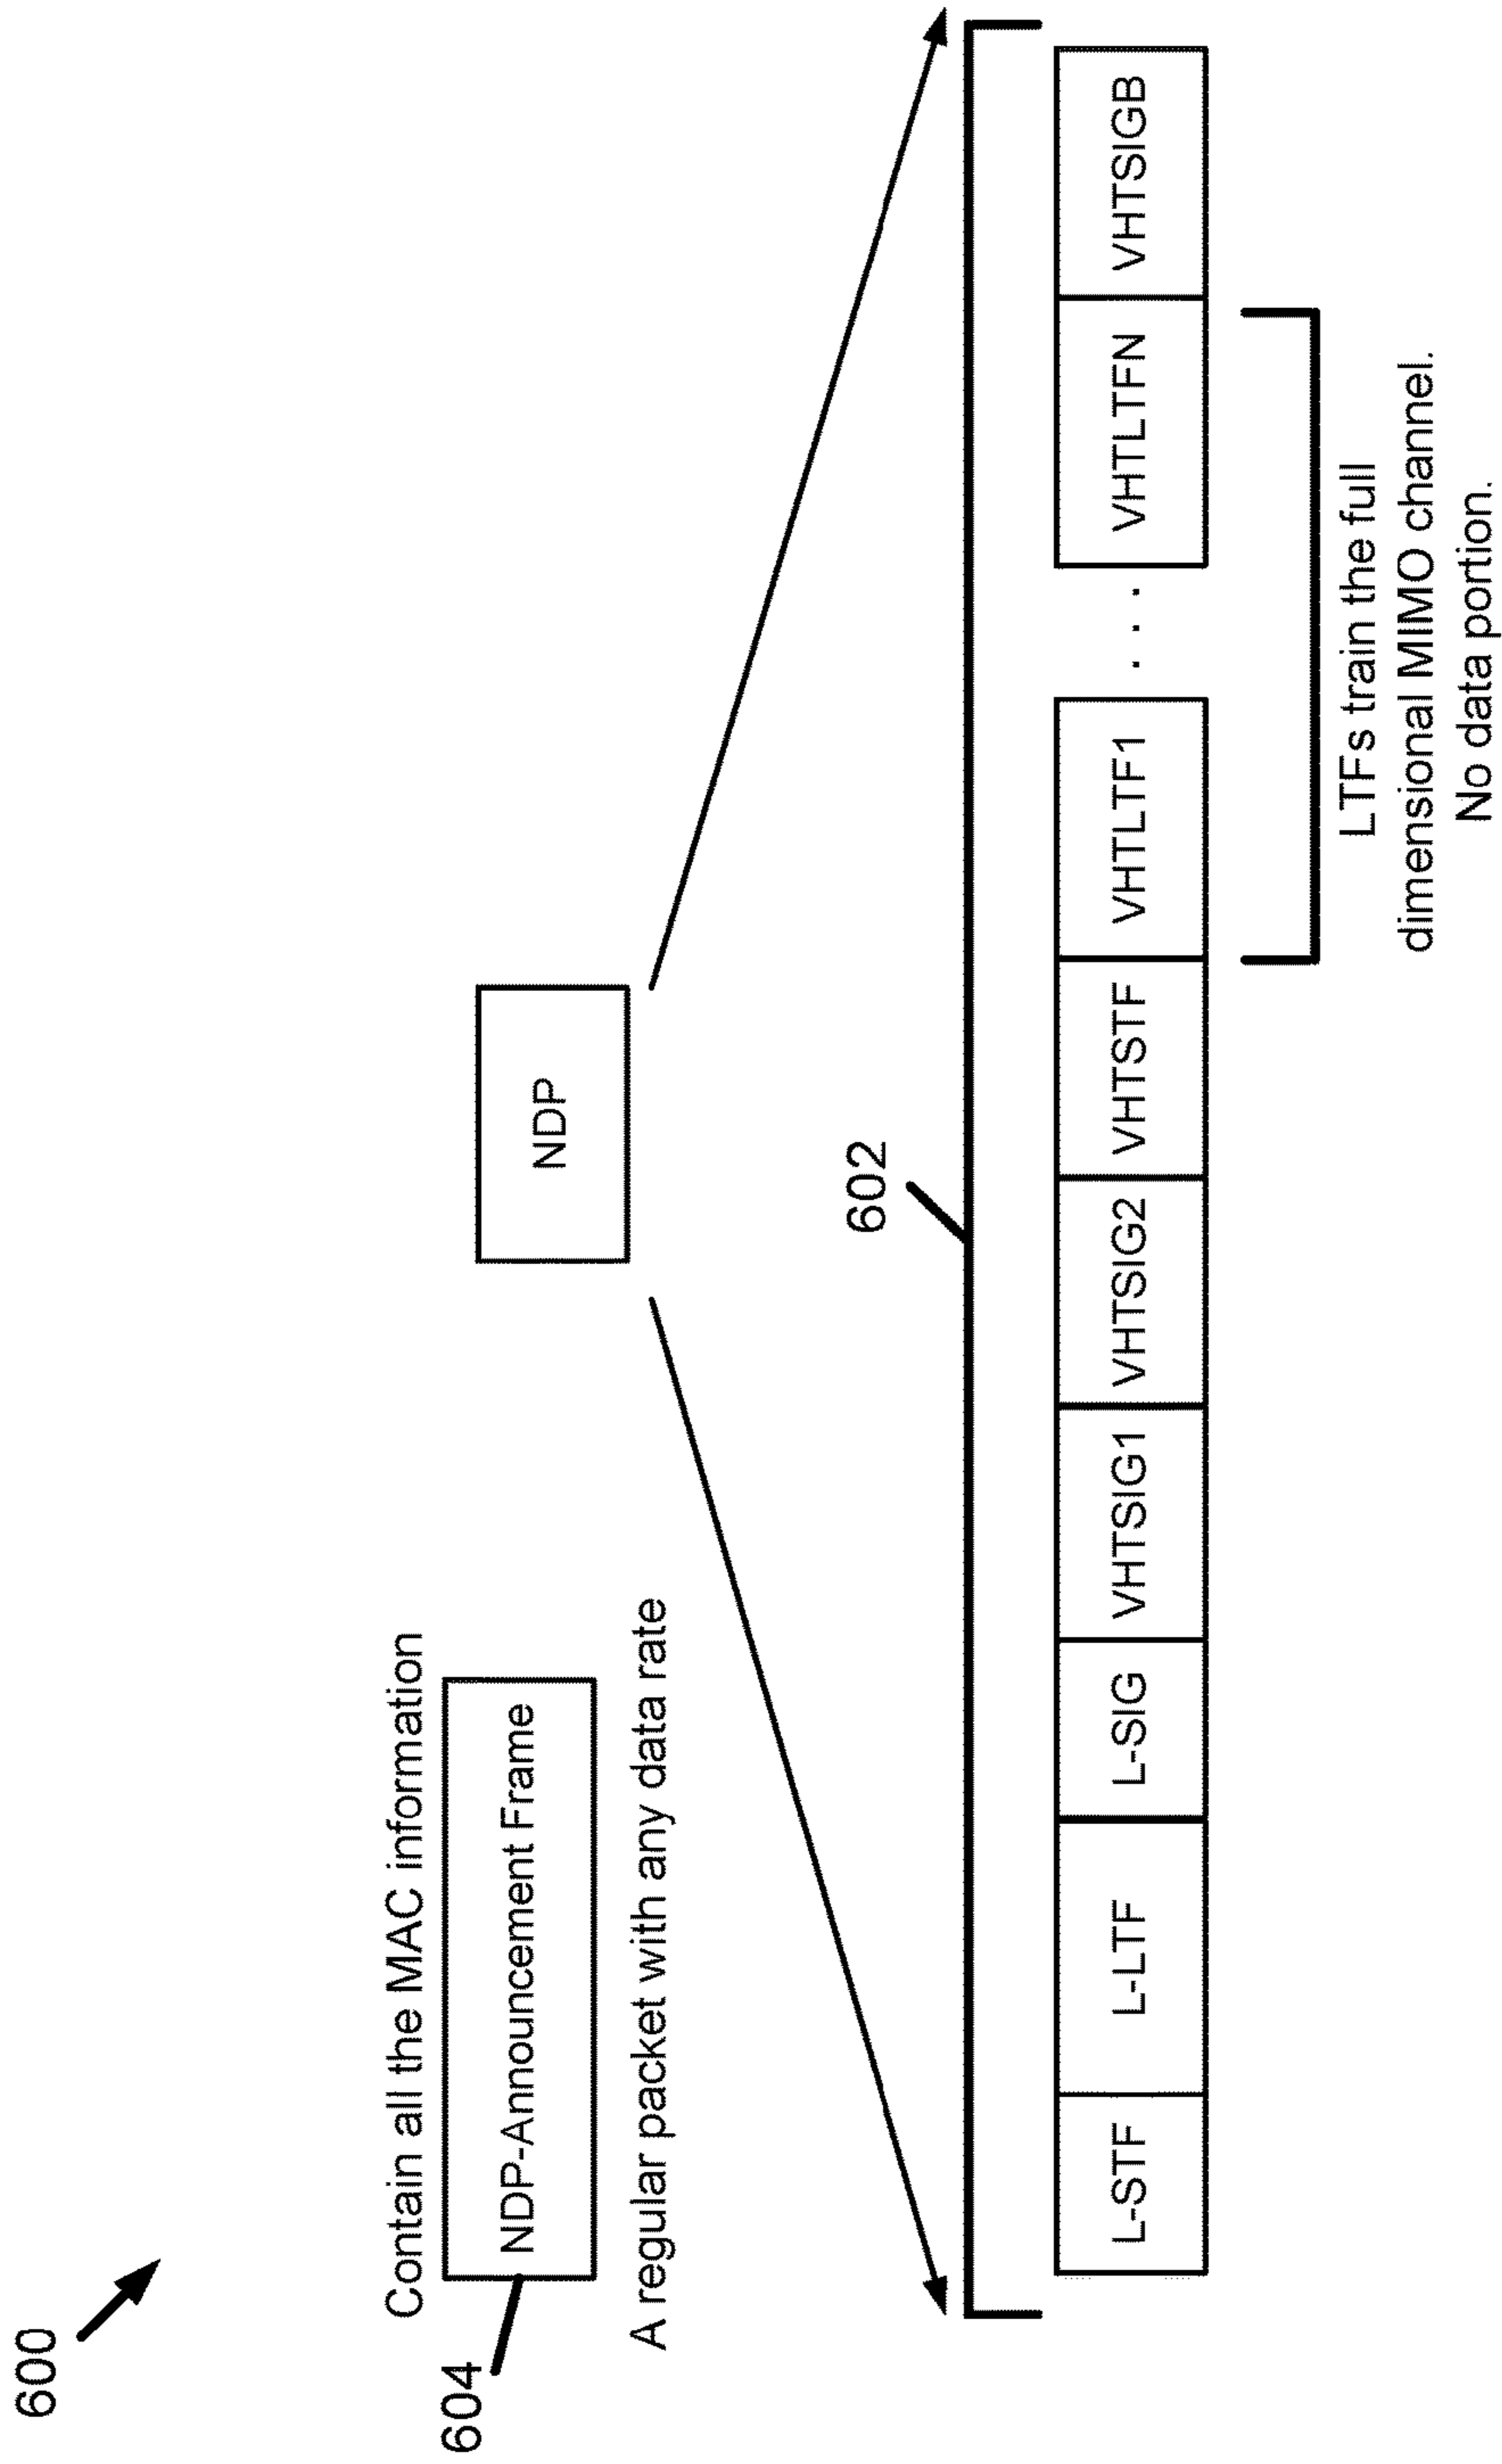 600
Contain all the MAC information
604
NDP-Announcement Frame
NDP
A regular packet with any data rate
602
L-STF L-LTF L-SIG VHTSIG1 VHTSIG2 VHTSTF VHTLTF1 . . . VHTLTFN VHTSIGB
LTFs train the full
dimensional MIMO channel.
No data portion.